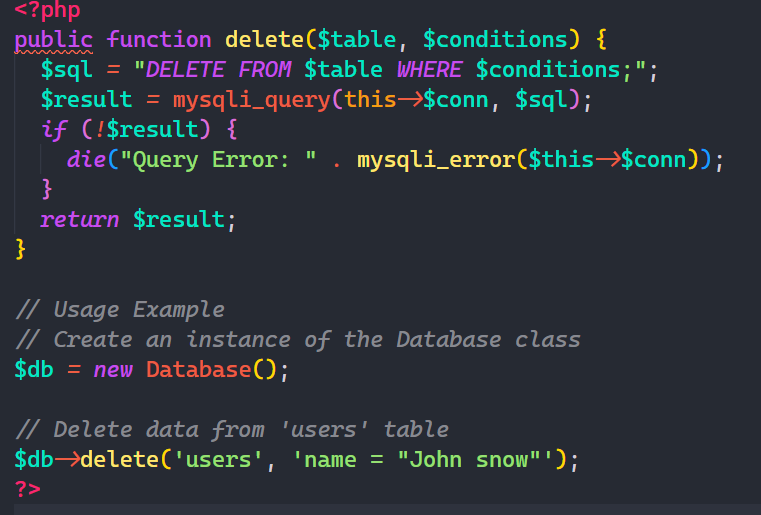 <?php
public function delete($table, $conditions) {
  $sql = "DELETE FROM $table WHERE $conditions;";
  $result = mysqli_query(this->$conn, $sql);
  if (!$result) {
    die("Query Error: " . mysqli_error($this->$conn));
  }
  return $result;
}

// Usage Example
// Create an instance of the Database class
$db = new Database();

// Delete data from 'users' table
$db->delete('users', 'name = "John snow"');
?>